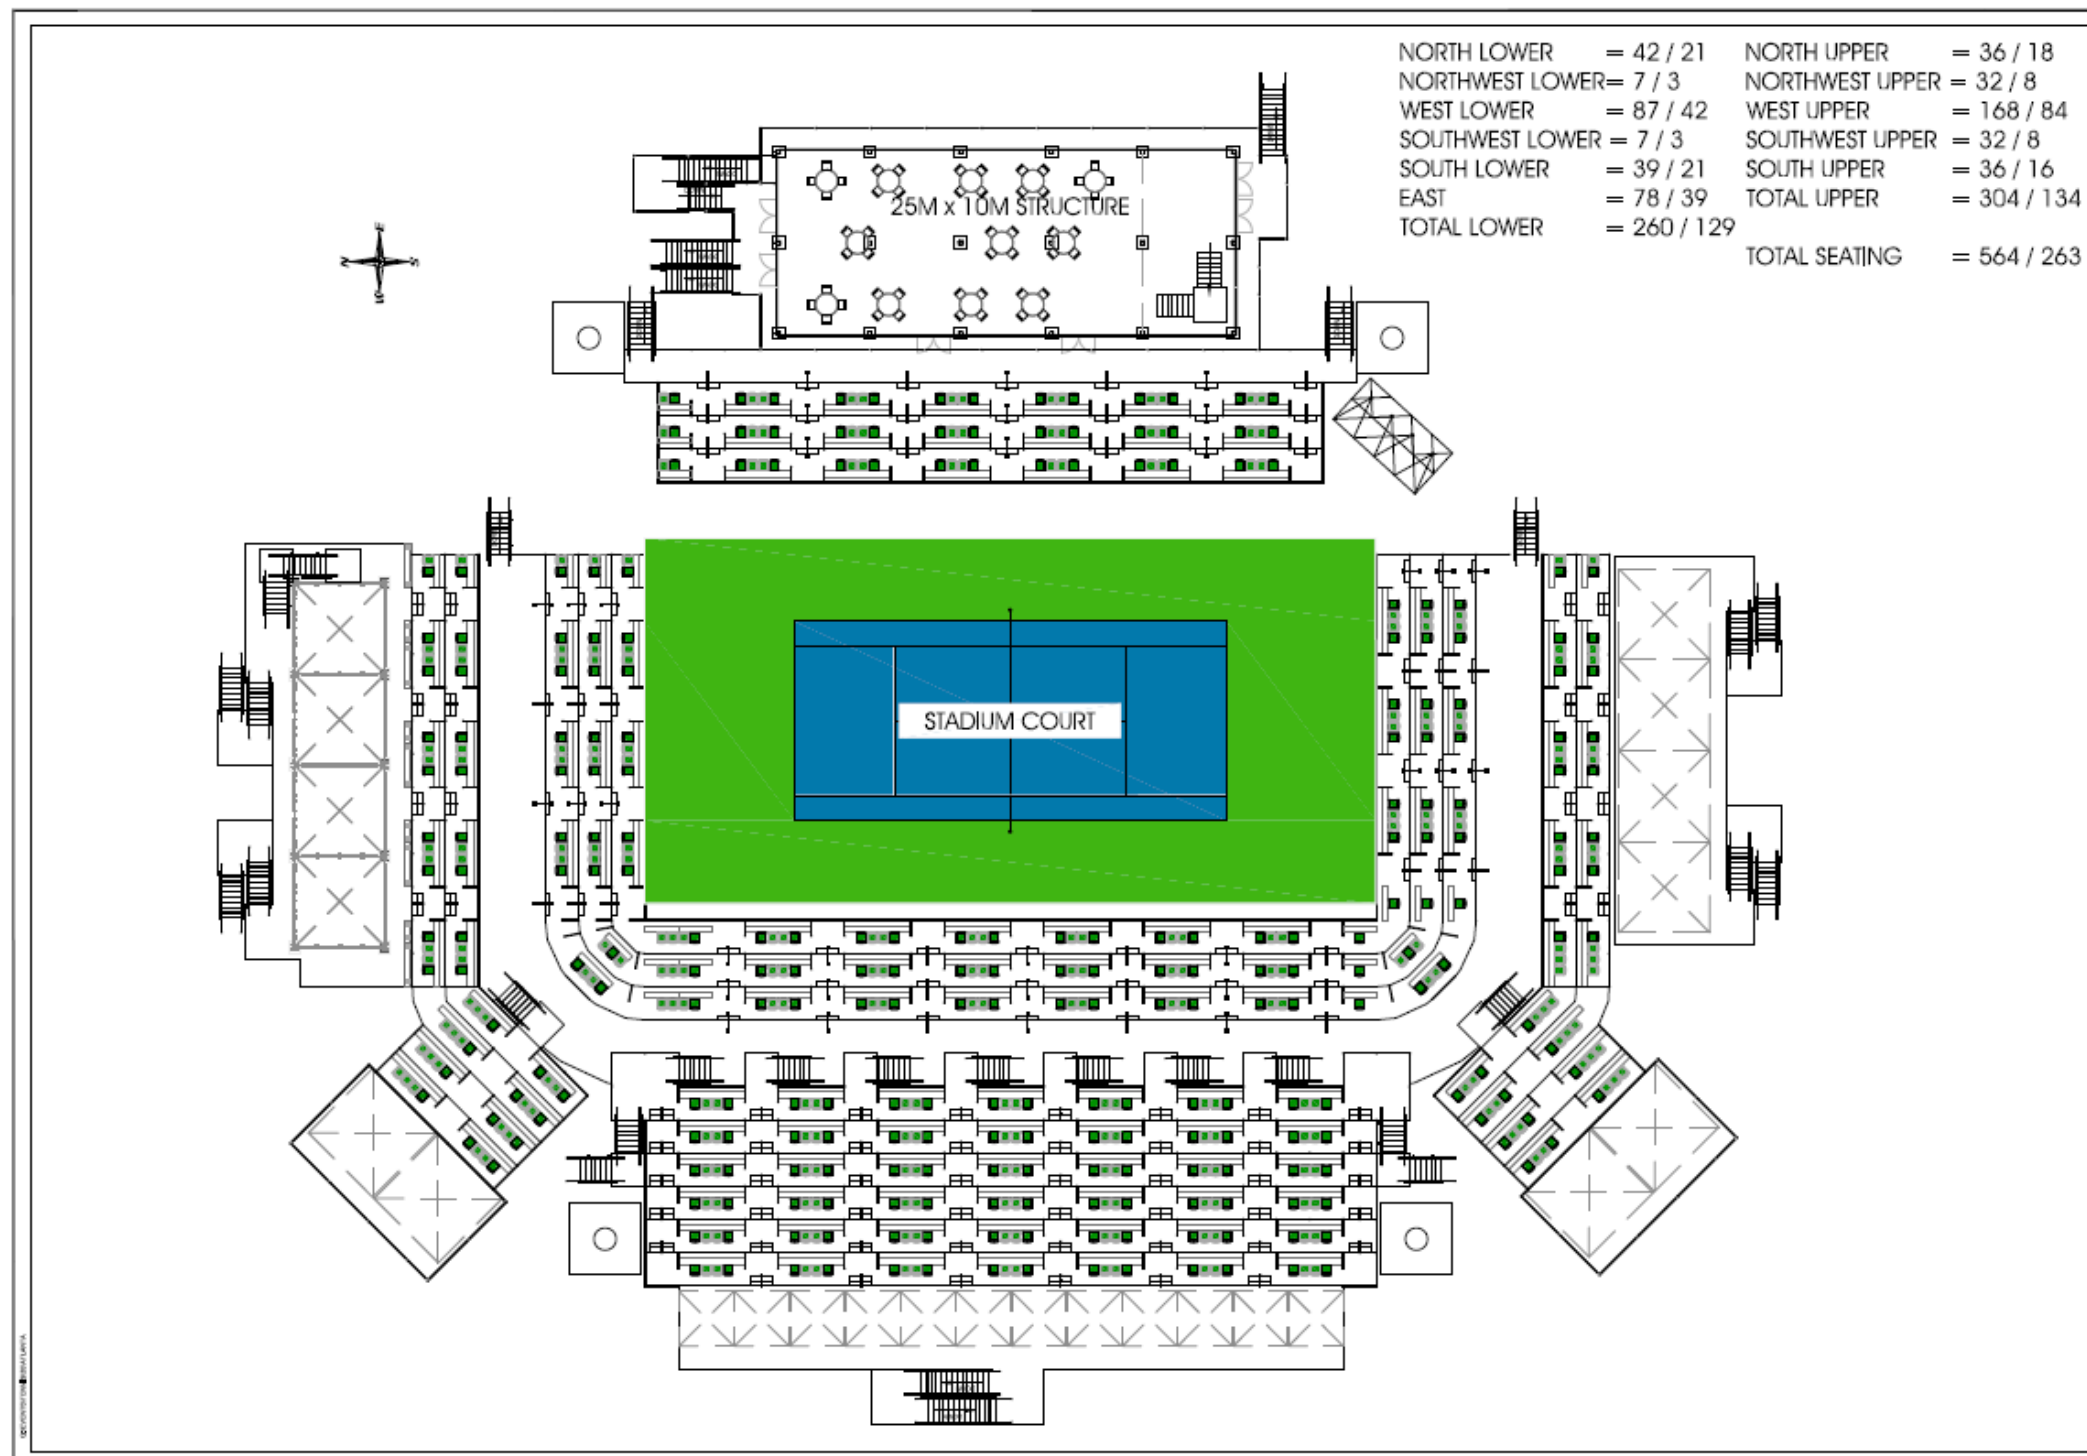 NORTH LOWER = 42 / 21 NORTH UPPER = 36 / 18
NORTHWEST LOWER = 7 / 3 NORTHWEST UPPER = 32 / 8
WEST LOWER = 87 / 42 WEST UPPER = 168 / 84
SOUTHWEST LOWER = 7 / 3 SOUTHWEST UPPER = 32 / 8
SOUTH LOWER = 39 / 21 SOUTH UPPER = 36 / 16
EAST = 78 / 39 TOTAL UPPER = 304 / 134
TOTAL LOWER = 260 / 129
TOTAL SEATING = 564 / 263
25M x 10M STRUCTURE
E
N
S
STADIUM COURT